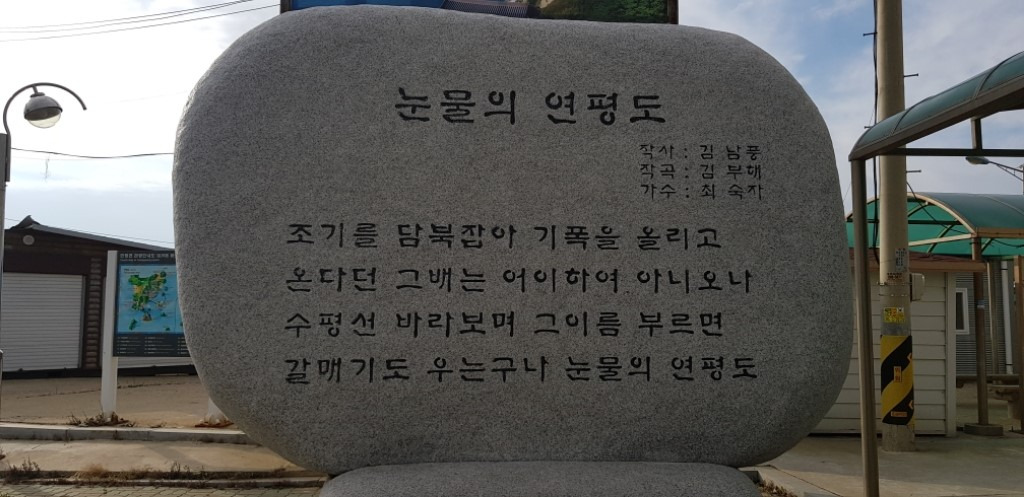 눈물의 연평도
작사 : 김 남풍
작곡 : 김 부해
가수 : 최 숙자
조기를 담북잡아 기폭을 올리고
온다던 그배는 어이하여 아니오나
수평선 바라보며 그이름 부르면
갈매기도 우는구나 눈물의 연평도